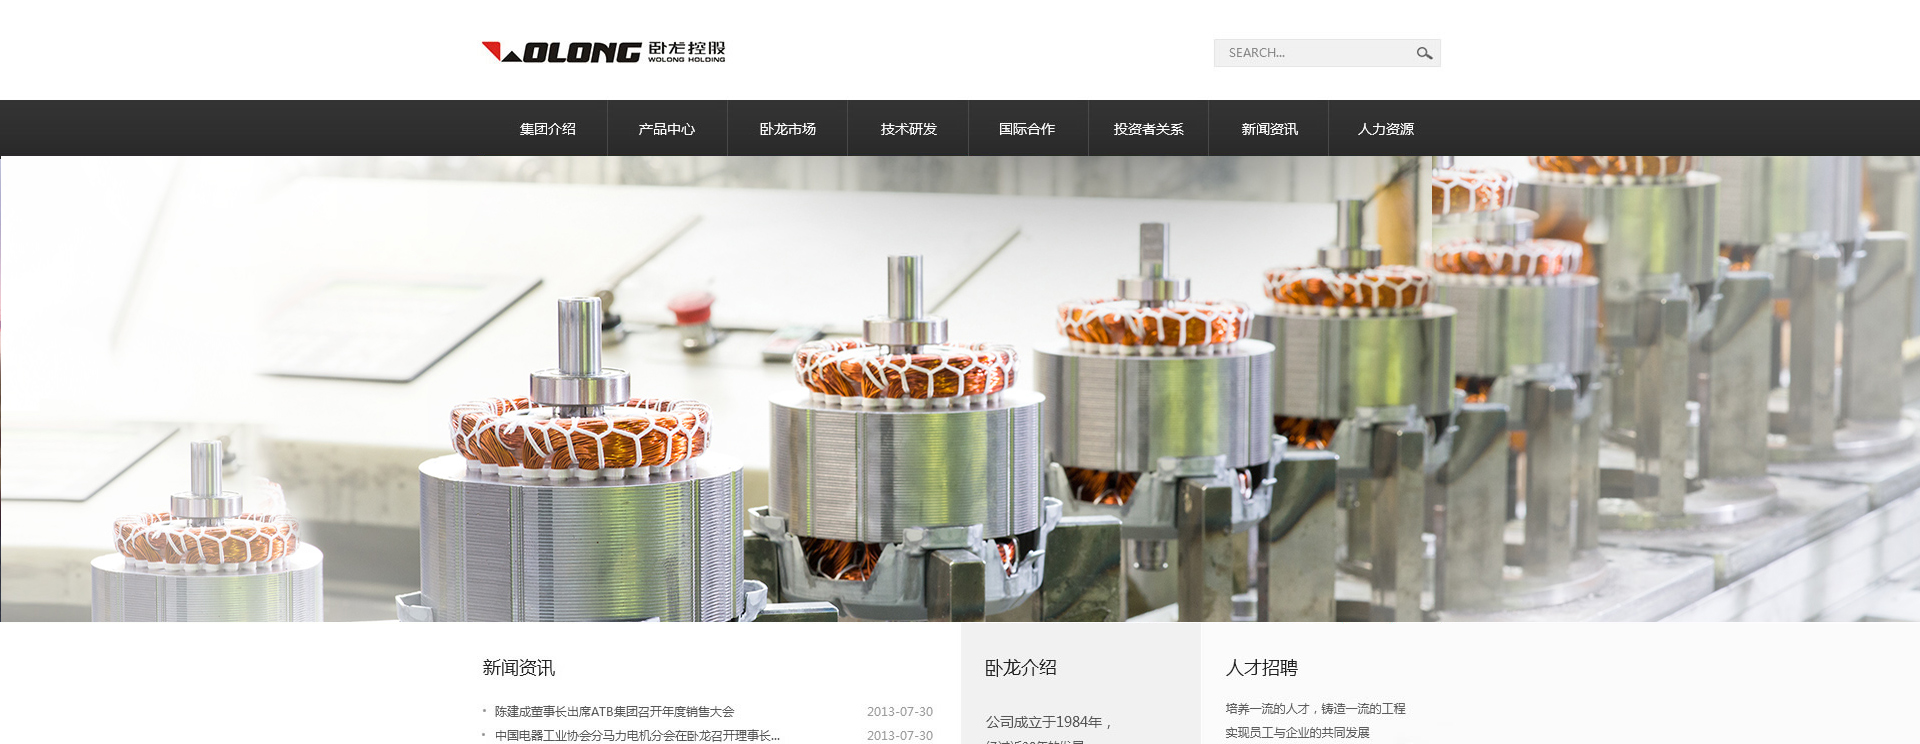 WOLONG 卧龙控股
WOLONG HOLDING
SEARCH...
集团介绍 产品中心 卧龙市场 技术研发 国际合作 投资者关系 新闻资讯 人力资源
新闻资讯
陈建成董事长出席ATB集团召开年度销售大会 2013-07-30
中国电器工业协会分马力电机分会在卧龙召开理事长... 2013-07-30
卧龙介绍
公司成立于1984年，
人才招聘
培养一流的人才，铸造一流的工程
实现员工与企业的共同发展